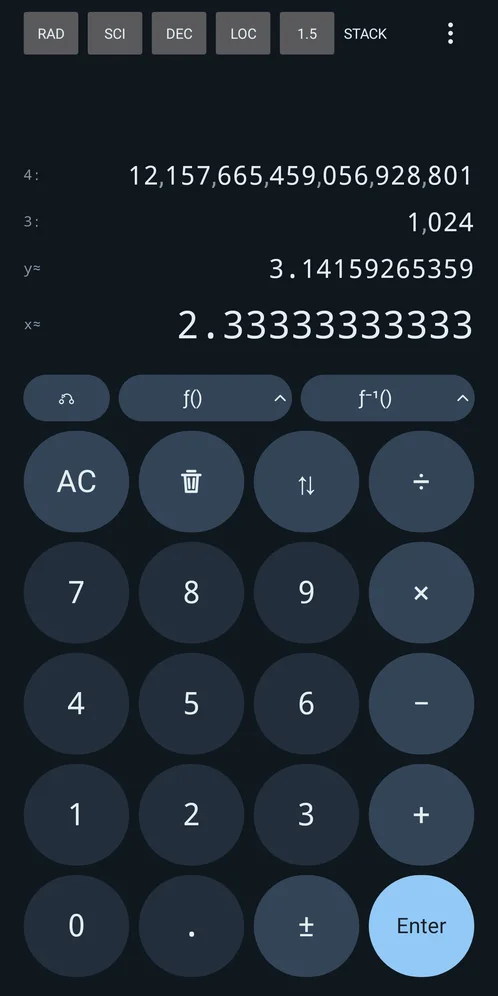 RAD SCI DEC LOC 1.5 STACK
4: 12,157,665,459,056,928,801
3: 1,024
y≈ 3.14159265359
x≈ 2.33333333333
ƒ() ƒ⁻¹()
AC ÷
7 8 9 ×
4 5 6 −
1 2 3 +
0 . ± Enter